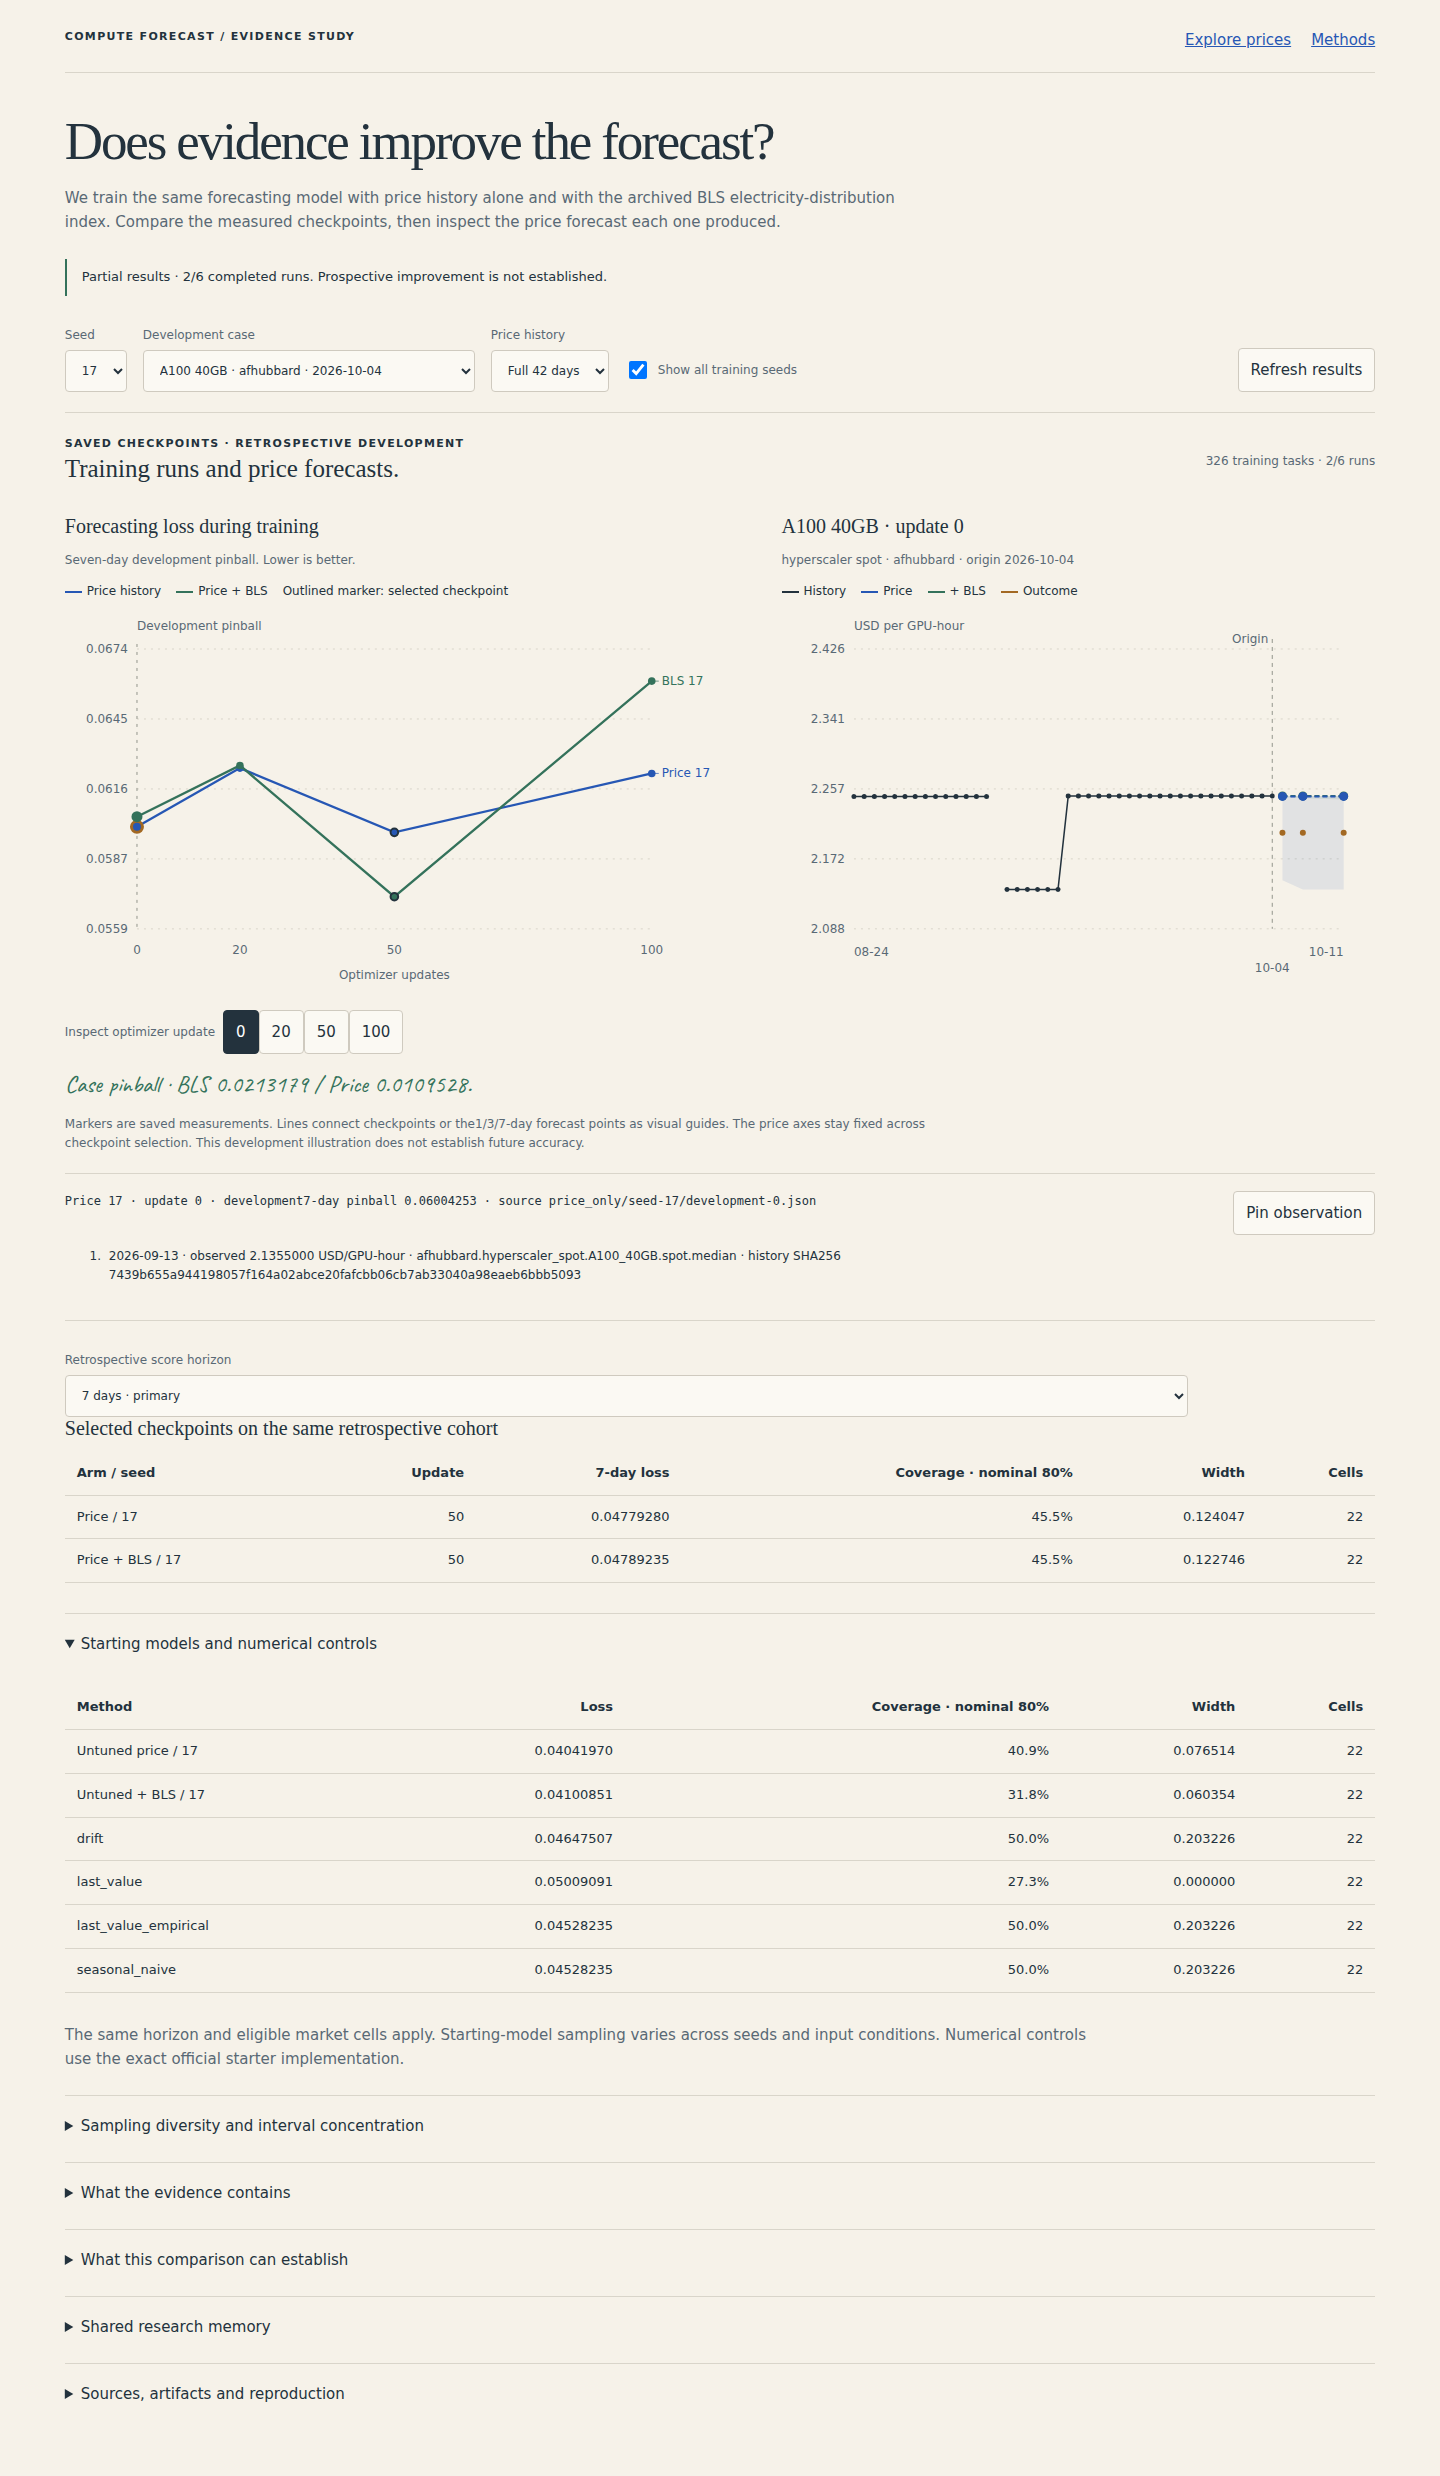 COMPUTE FORECAST / EVIDENCE STUDY
Explore prices Methods
Does evidence improve the forecast?
We train the same forecasting model with price history alone and with the archived BLS electricity-distribution
index. Compare the measured checkpoints, then inspect the price forecast each one produced.
Partial results · 2/6 completed runs. Prospective improvement is not established.
Seed Development case Price history
17 A100 40GB · afhubbard · 2026-10-04 Full 42 days Show all training seeds Refresh results
SAVED CHECKPOINTS · RETROSPECTIVE DEVELOPMENT
Training runs and price forecasts.
326 training tasks · 2/6 runs
Forecasting loss during training
Seven-day development pinball. Lower is better.
Price history Price + BLS Outlined marker: selected checkpoint
Development pinball
0.0674
0.0645
0.0616
0.0587
0.0559
BLS 17
Price 17
0 20 50 100
Optimizer updates
A100 40GB · update 0
hyperscaler spot · afhubbard · origin 2026-10-04
History Price + BLS Outcome
USD per GPU-hour
Origin
2.426
2.341
2.257
2.172
2.088
08-24 10-11
10-04
Inspect optimizer update 0 20 50 100
Case pinball · BLS 0.0213179 / Price 0.0109528.
Markers are saved measurements. Lines connect checkpoints or the1/3/7-day forecast points as visual guides. The price axes stay fixed across
checkpoint selection. This development illustration does not establish future accuracy.
Price 17 · update 0 · development7-day pinball 0.06004253 · source price_only/seed-17/development-0.json
Pin observation
1. 2026-09-13 · observed 2.1355000 USD/GPU-hour · afhubbard.hyperscaler_spot.A100_40GB.spot.median · history SHA256
7439b655a944198057f164a02abce20fafcbb06cb7ab33040a98eaeb6bbb5093
Retrospective score horizon
7 days · primary
Selected checkpoints on the same retrospective cohort
Arm / seed Update 7-day loss Coverage · nominal 80% Width Cells
Price / 17 50 0.04779280 45.5% 0.124047 22
Price + BLS / 17 50 0.04789235 45.5% 0.122746 22
Starting models and numerical controls
Method Loss Coverage · nominal 80% Width Cells
Untuned price / 17 0.04041970 40.9% 0.076514 22
Untuned + BLS / 17 0.04100851 31.8% 0.060354 22
drift 0.04647507 50.0% 0.203226 22
last_value 0.05009091 27.3% 0.000000 22
last_value_empirical 0.04528235 50.0% 0.203226 22
seasonal_naive 0.04528235 50.0% 0.203226 22
The same horizon and eligible market cells apply. Starting-model sampling varies across seeds and input conditions. Numerical controls
use the exact official starter implementation.
Sampling diversity and interval concentration
What the evidence contains
What this comparison can establish
Shared research memory
Sources, artifacts and reproduction